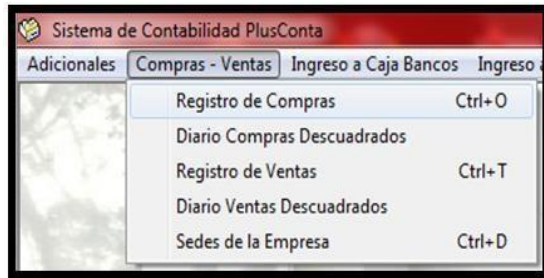 Sistema de Contabilidad PlusConta
Adicionales Compras - Ventas Ingreso a Caja Bancos Ingreso
Registro de Compras Ctrl+O
Diario Compras Descuadrados
Registro de Ventas Ctrl+T
Diario Ventas Descuadrados
Sedes de la Empresa Ctrl+D